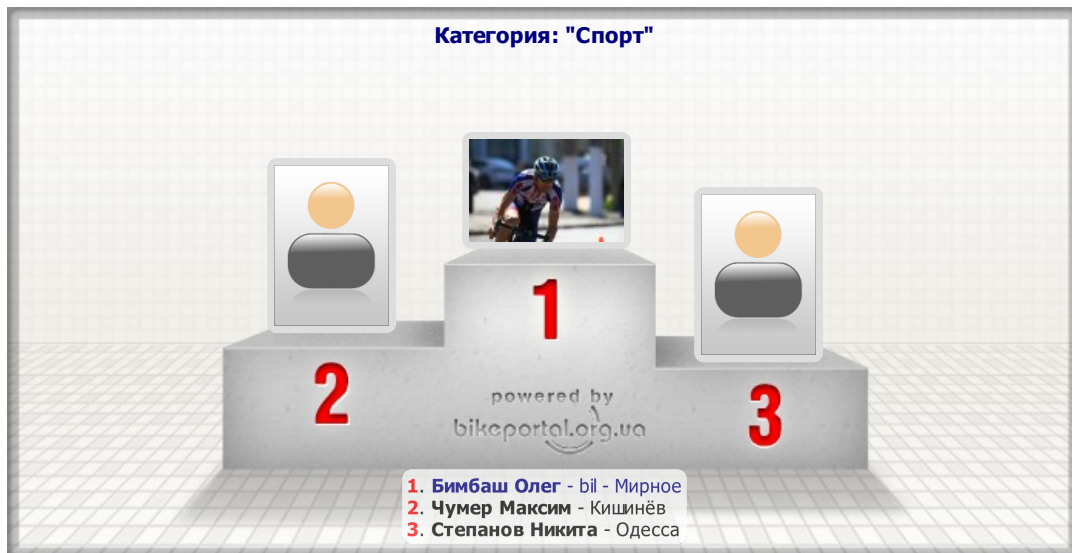 Категория: "Спорт"
1
2
3
powered by
bikeportal.org.ua
1. Бимбаш Олег - bil - Мирное
2. Чумер Максим - Кишинёв
3. Степанов Никита - Одесса